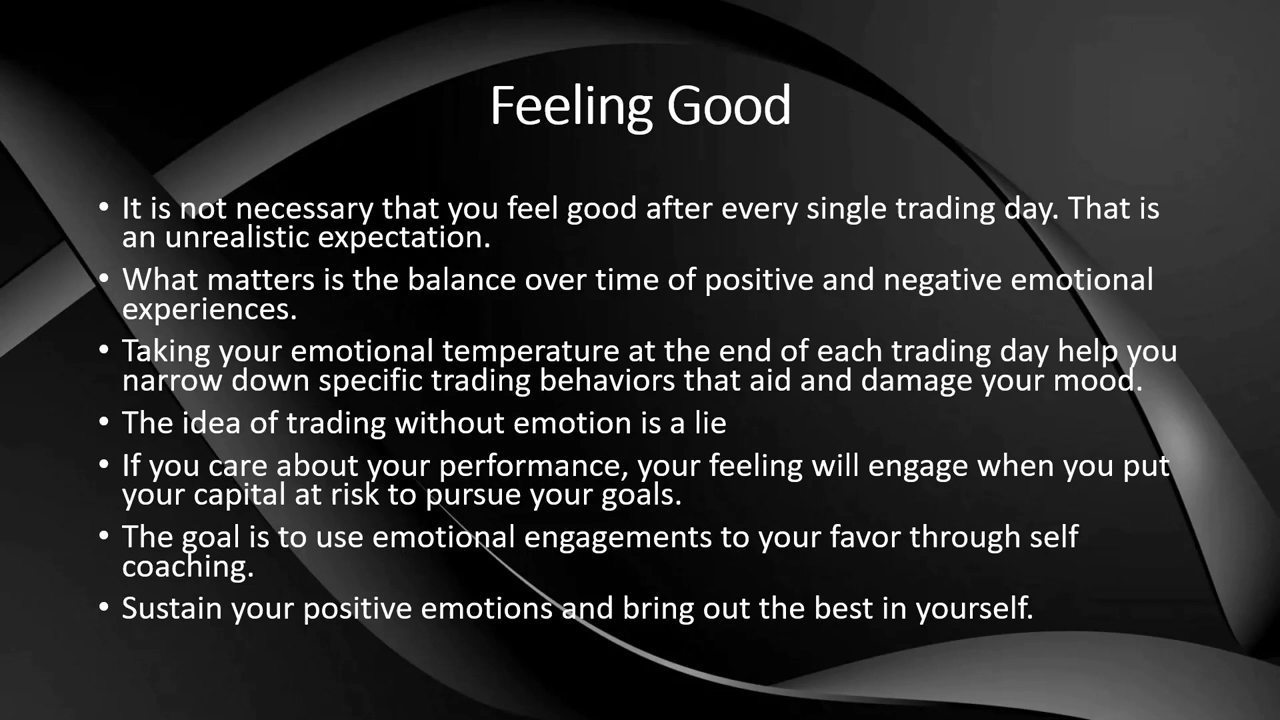 Feeling Good
• It is not necessary that you feel good after every single trading day. That is
an unrealistic expectation.
• What matters is the balance over time of positive and negative emotional
experiences.
• Taking your emotional temperature at the end of each trading day help you
narrow down specific trading behaviors that aid and damage your mood.
• The idea of trading without emotion is a lie
• If you care about your performance, your feeling will engage when you put
your capital at risk to pursue your goals.
• The goal is to use emotional engagements to your favor through self
coaching.
• Sustain your positive emotions and bring out the best in yourself.